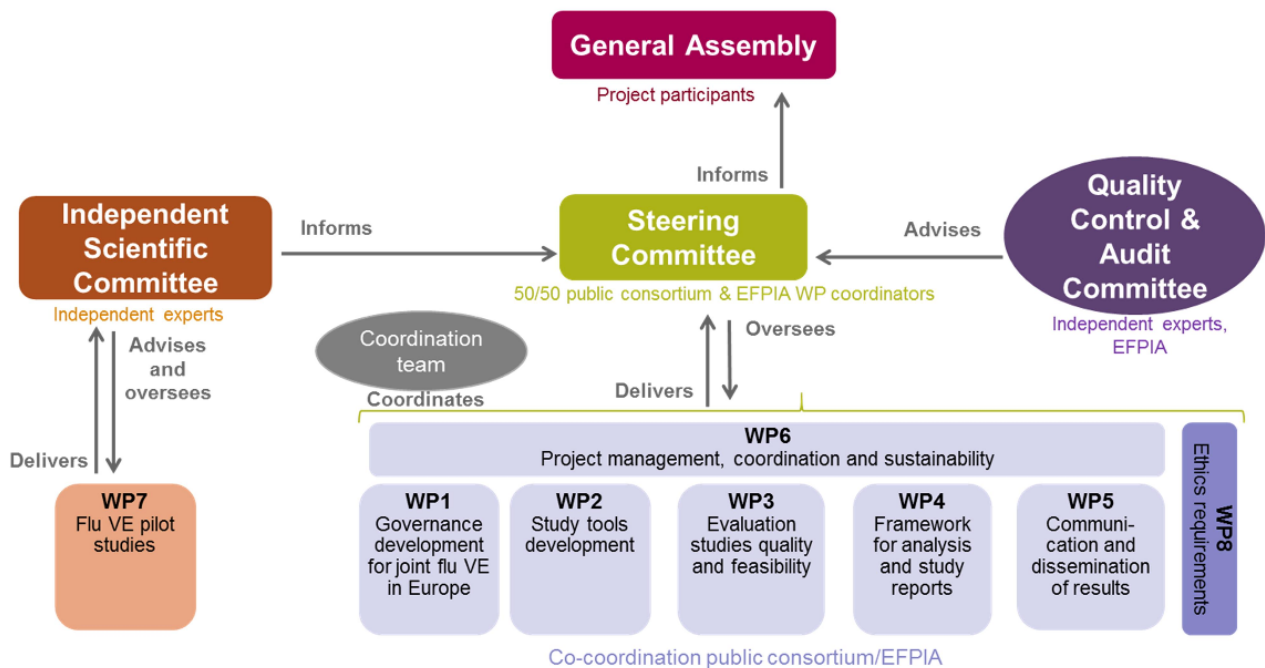 General Assembly
Project participants
Informs
Independent
Scientific
Committee
Independent experts
Informs
Steering
Committee
50/50 public consortium & EFPIA WP coordinators
Advises
Quality
Control &
Audit
Committee
Independent experts,
EFPIA
Coordination
team
Coordinates
Advises
and
oversees
Delivers
Oversees
Delivers
WP6
Project management, coordination and sustainability
WP7
Flu VE pilot
studies
WP1
Governance
development
for joint flu VE
in Europe
WP2
Study tools
development
WP3
Evaluation
studies quality
and feasibility
WP4
Framework
for analysis
and study
reports
WP5
Communi-
cation and
dissemination
of results
WP8
Ethics requirements
Co-coordination public consortium/EFPIA